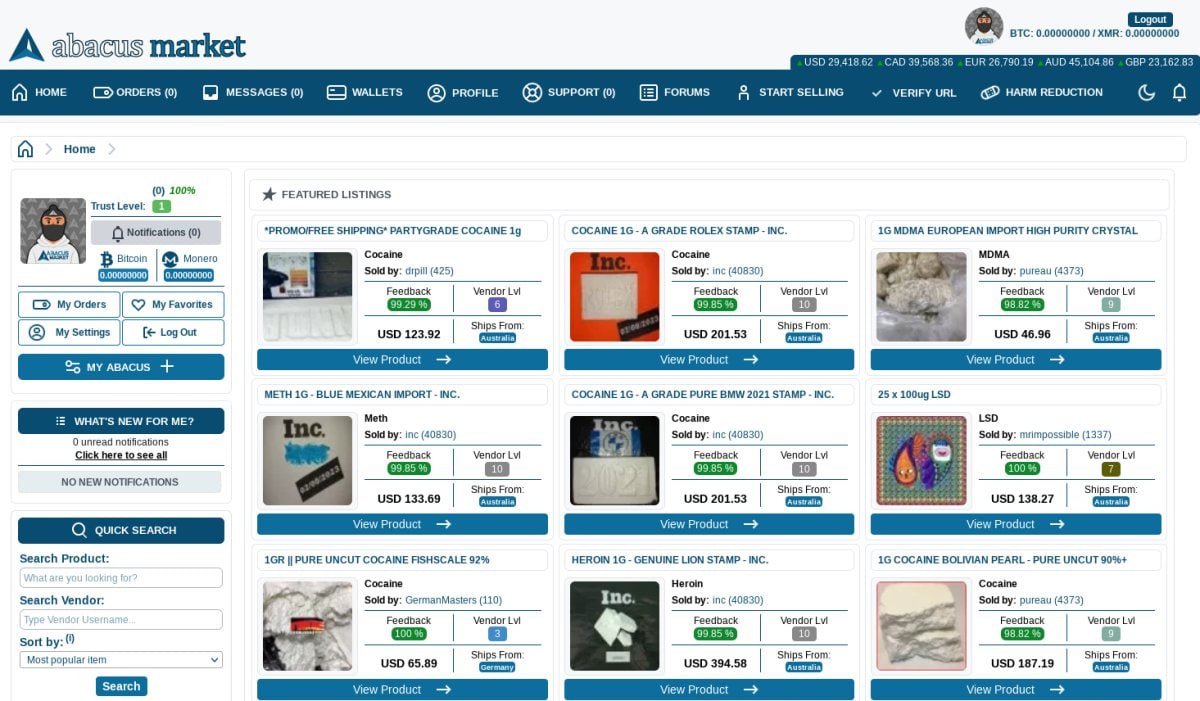 abacus market
Logout
BTC: 0.00000000 / XMR: 0.00000000
USD 29,418.62 CAD 39,568.36 EUR 26,790.19 AUD 45,104.86 GBP 23,162.83
HOME ORDERS (0) MESSAGES (0) WALLETS PROFILE SUPPORT (0) FORUMS START SELLING VERIFY URL HARM REDUCTION
Home
(0) 100%
Trust Level: 1
Notifications (0)
Bitcoin Monero
0.00000000 0.00000000
ABACUS
MARKET
My Orders My Favorites
My Settings Log Out
MY ABACUS
WHAT'S NEW FOR ME?
0 unread notifications
Click here to see all
NO NEW NOTIFICATIONS
QUICK SEARCH
Search Product:
What are you looking for?
Search Vendor:
Type Vendor Username...
Sort by: (i)
Most popular item
Search
FEATURED LISTINGS
*PROMO/FREE SHIPPING* PARTYGRADE COCAINE 1g
Cocaine
Sold by: drpill (425)
Feedback Vendor Lvl
99.29 % 6
USD 123.92
Ships From:
Australia
View Product
COCAINE 1G - A GRADE ROLEX STAMP - INC.
Inc.
02/08/2023
Cocaine
Sold by: inc (40830)
Feedback Vendor Lvl
99.85 % 10
USD 201.53
Ships From:
Australia
View Product
1G MDMA EUROPEAN IMPORT HIGH PURITY CRYSTAL
MDMA
Sold by: pureau (4373)
Feedback Vendor Lvl
98.82 % 9
USD 46.96
Ships From:
Australia
View Product
METH 1G - BLUE MEXICAN IMPORT - INC.
Inc.
02/08/2023
Meth
Sold by: inc (40830)
Feedback Vendor Lvl
99.85 % 10
USD 133.69
Ships From:
Australia
View Product
COCAINE 1G - A GRADE PURE BMW 2021 STAMP - INC.
Inc.
2021
Cocaine
Sold by: inc (40830)
Feedback Vendor Lvl
99.85 % 10
USD 201.53
Ships From:
Australia
View Product
25 x 100ug LSD
LSD
Sold by: mrimpossible (1337)
Feedback Vendor Lvl
100 % 7
USD 138.27
Ships From:
Australia
View Product
1GR || PURE UNCUT COCAINE FISHSCALE 92%
Cocaine
Sold by: GermanMasters (110)
Feedback Vendor Lvl
100 % 3
USD 65.89
Ships From:
Germany
View Product
HEROIN 1G - GENUINE LION STAMP - INC.
Inc.
Heroin
Sold by: inc (40830)
Feedback Vendor Lvl
99.85 % 10
USD 394.58
Ships From:
Australia
View Product
1G COCAINE BOLIVIAN PEARL - PURE UNCUT 90%+
Cocaine
Sold by: pureau (4373)
Feedback Vendor Lvl
98.82 % 9
USD 187.19
Ships From:
Australia
View Product